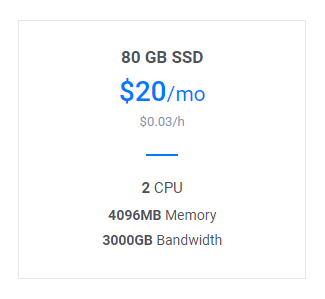 80 GB SSD
$20/mo
$0.03/h
2 CPU
4096MB Memory
3000GB Bandwidth